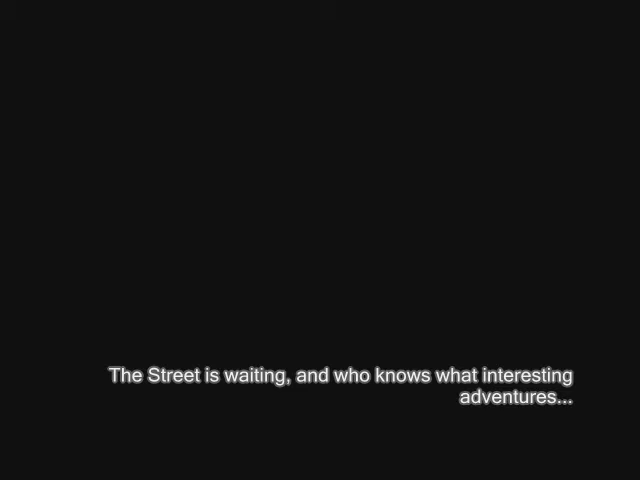 The Street is waiting, and who knows what interesting
adventures...